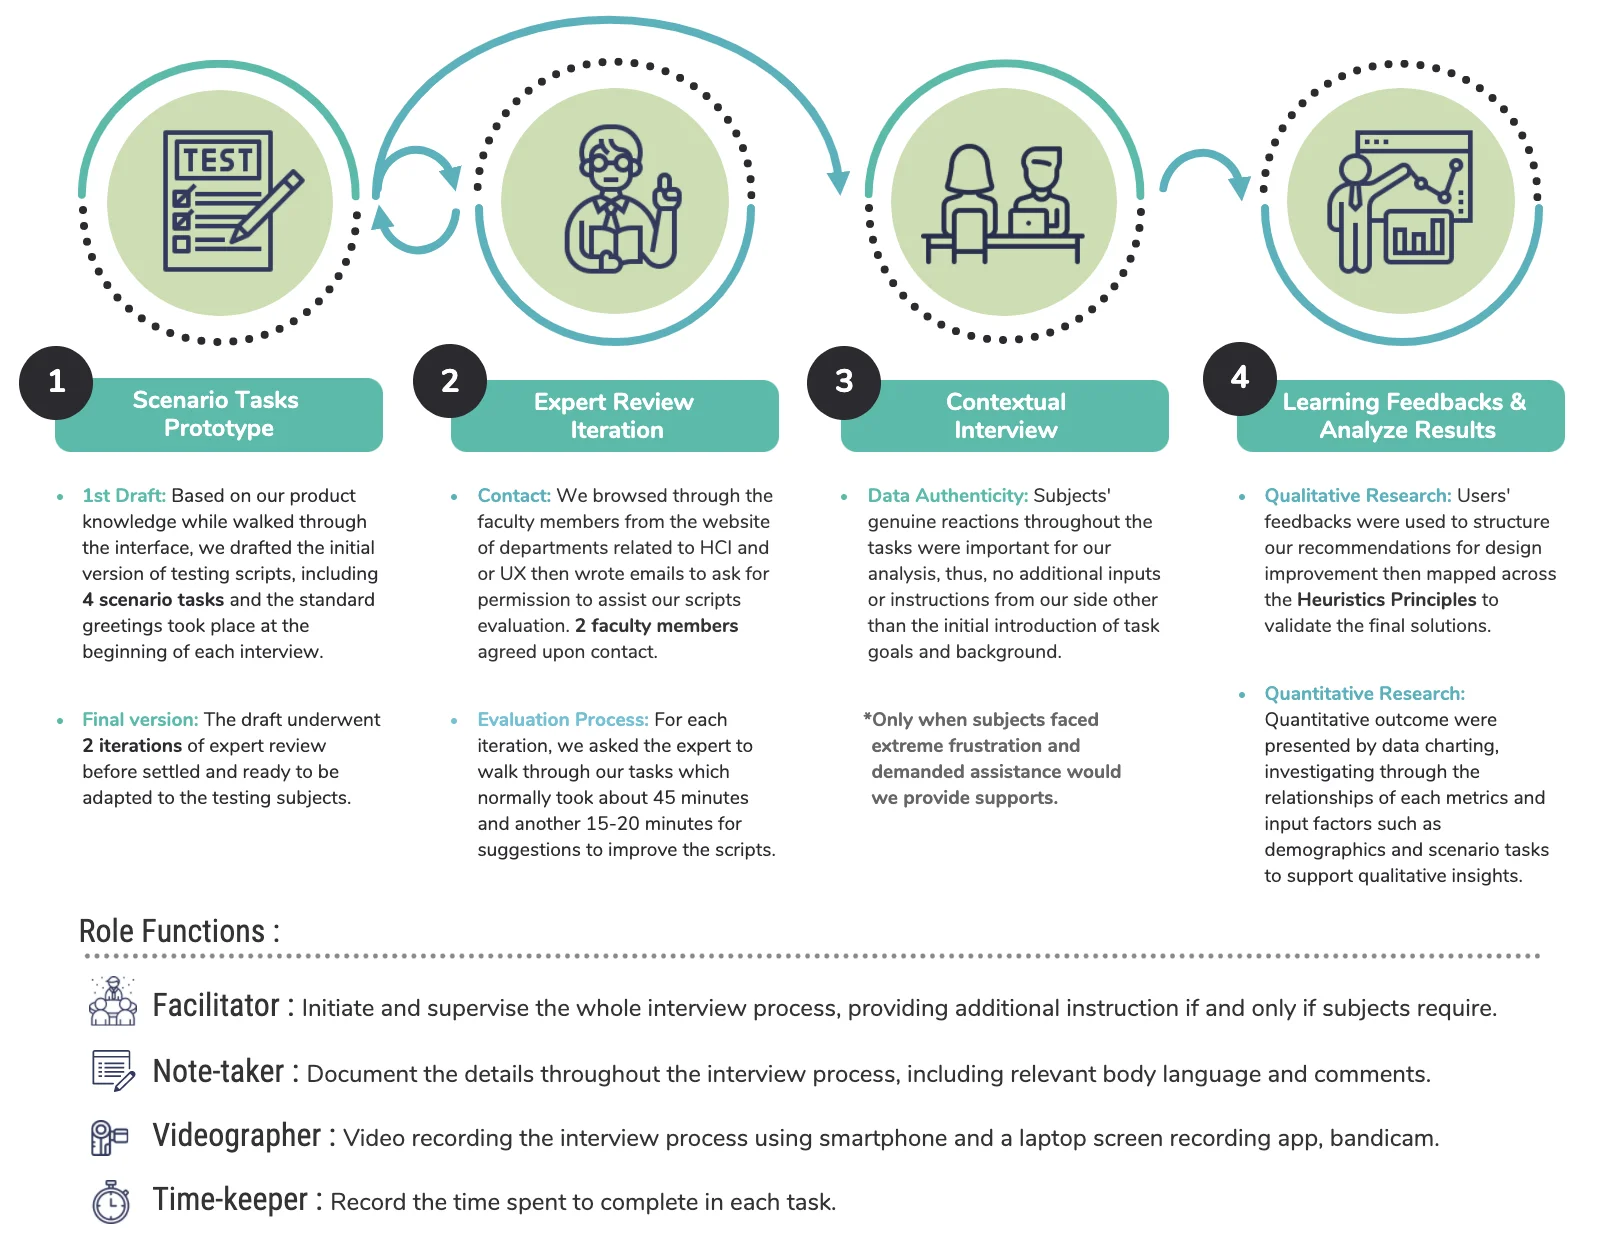 TEST
1
Scenario Tasks
Prototype
• 1st Draft: Based on our product
knowledge while walked through
the interface, we drafted the initial
version of testing scripts, including
4 scenario tasks and the standard
greetings took place at the
beginning of each interview.
• Final version: The draft underwent
2 iterations of expert review
before settled and ready to be
adapted to the testing subjects.
2
Expert Review
Iteration
• Contact: We browsed through the
faculty members from the website
of departments related to HCI and
or UX then wrote emails to ask for
permission to assist our scripts
evaluation. 2 faculty members
agreed upon contact.
• Evaluation Process: For each
iteration, we asked the expert to
walk through our tasks which
normally took about 45 minutes
and another 15-20 minutes for
suggestions to improve the scripts.
3
Contextual
Interview
• Data Authenticity: Subjects'
genuine reactions throughout the
tasks were important for our
analysis, thus, no additional inputs
or instructions from our side other
than the initial introduction of task
goals and background.
*Only when subjects faced
extreme frustration and
demanded assistance would
we provide supports.
4
Learning Feedbacks &
Analyze Results
• Qualitative Research: Users'
feedbacks were used to structure
our recommendations for design
improvement then mapped across
the Heuristics Principles to
validate the final solutions.
• Quantitative Research:
Quantitative outcome were
presented by data charting,
investigating through the
relationships of each metrics and
input factors such as
demographics and scenario tasks
to support qualitative insights.
Role Functions :
Facilitator : Initiate and supervise the whole interview process, providing additional instruction if and only if subjects require.
Note-taker : Document the details throughout the interview process, including relevant body language and comments.
Videographer : Video recording the interview process using smartphone and a laptop screen recording app, bandicam.
Time-keeper : Record the time spent to complete in each task.